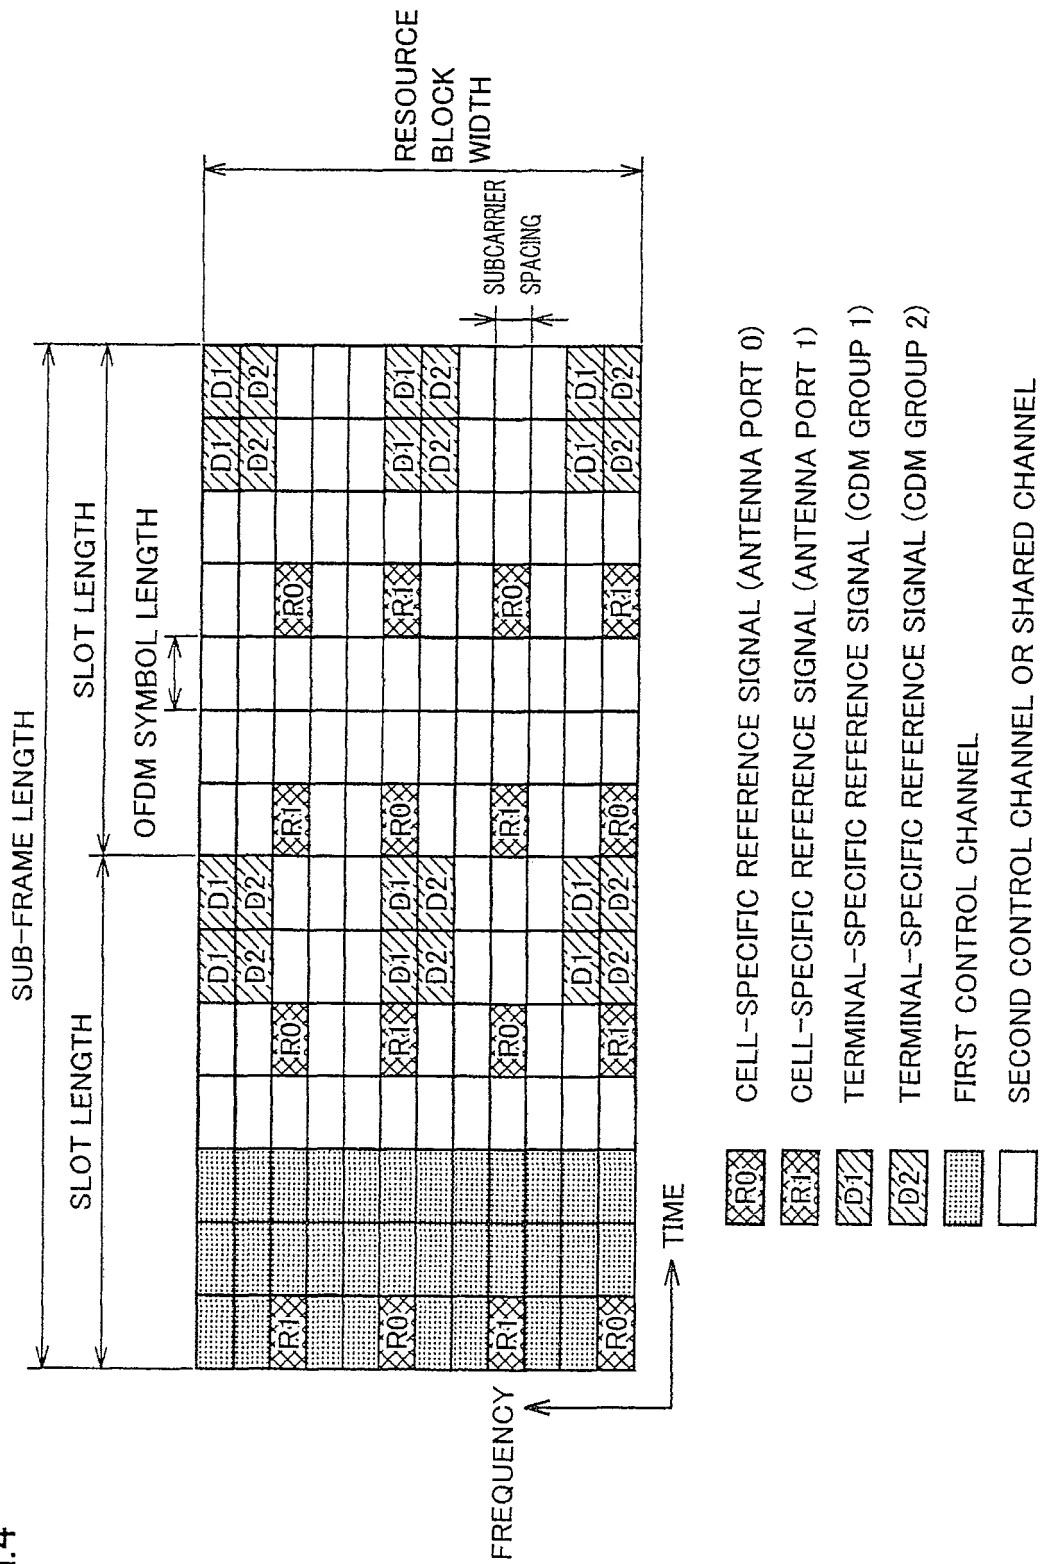 .4
SUB-FRAME LENGTH
SLOT LENGTH
SLOT LENGTH
OFDM SYMBOL LENGTH
D1 D1 D1 D1
D2 D2 D2 D2
R1 R0 R1 R0
R0 R1 D1 D1 R0 R1 D1 D1
D2 D2 D2 D2
R1 R0 R1 R0
D1 D1 D1 D1
R0 R1 D2 D2 R0 R1 D2 D2
RESOURCE
BLOCK
WIDTH
SUBCARRIER
SPACING
FREQUENCY
TIME
R0 CELL-SPECIFIC REFERENCE SIGNAL (ANTENNA PORT 0)
R1 CELL-SPECIFIC REFERENCE SIGNAL (ANTENNA PORT 1)
D1 TERMINAL-SPECIFIC REFERENCE SIGNAL (CDM GROUP 1)
D2 TERMINAL-SPECIFIC REFERENCE SIGNAL (CDM GROUP 2)
FIRST CONTROL CHANNEL
SECOND CONTROL CHANNEL OR SHARED CHANNEL